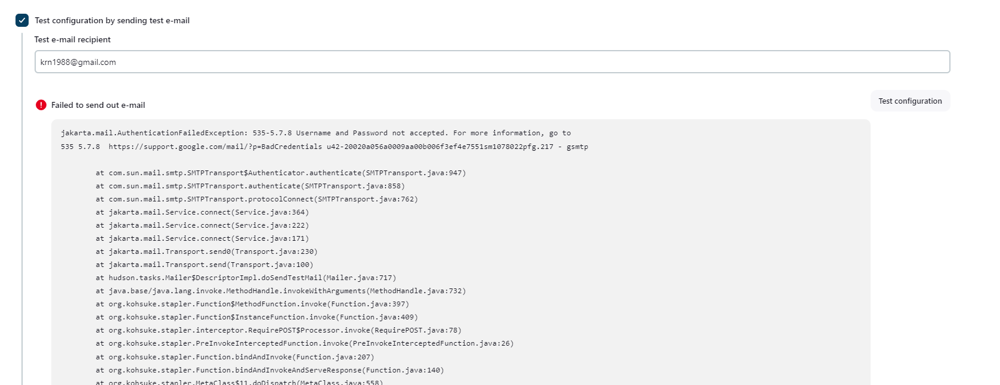 Test configuration by sending test e-mail
Test e-mail recipient
krn1988@gmail.com
Failed to send out e-mail
Test configuration
jakarta.mail.AuthenticationFailedException: 535-5.7.8 Username and Password not accepted. For more information, go to
535 5.7.8  https://support.google.com/mail/?p=BadCredentials u42-20020a056a0009aa00b006f3ef4e7551sm1078022pfg.217 - gsmtp
at com.sun.mail.smtp.SMTPTransport$Authenticator.authenticate(SMTPTransport.java:947)
at com.sun.mail.smtp.SMTPTransport.authenticate(SMTPTransport.java:858)
at com.sun.mail.smtp.SMTPTransport.protocolConnect(SMTPTransport.java:762)
at jakarta.mail.Service.connect(Service.java:364)
at jakarta.mail.Service.connect(Service.java:222)
at jakarta.mail.Service.connect(Service.java:171)
at jakarta.mail.Transport.send0(Transport.java:230)
at jakarta.mail.Transport.send(Transport.java:100)
at hudson.tasks.Mailer$DescriptorImpl.doSendTestMail(Mailer.java:717)
at java.base/java.lang.invoke.MethodHandle.invokeWithArguments(MethodHandle.java:732)
at org.kohsuke.stapler.Function$MethodFunction.invoke(Function.java:397)
at org.kohsuke.stapler.Function$InstanceFunction.invoke(Function.java:409)
at org.kohsuke.stapler.interceptor.RequirePOST$Processor.invoke(RequirePOST.java:78)
at org.kohsuke.stapler.PreInvokeInterceptedFunction.invoke(PreInvokeInterceptedFunction.java:26)
at org.kohsuke.stapler.Function.bindAndInvoke(Function.java:207)
at org.kohsuke.stapler.Function.bindAndInvokeAndServeResponse(Function.java:140)
at org.kohsuke.stapler.MetaClass$11.doDispatch(MetaClass.java:558)